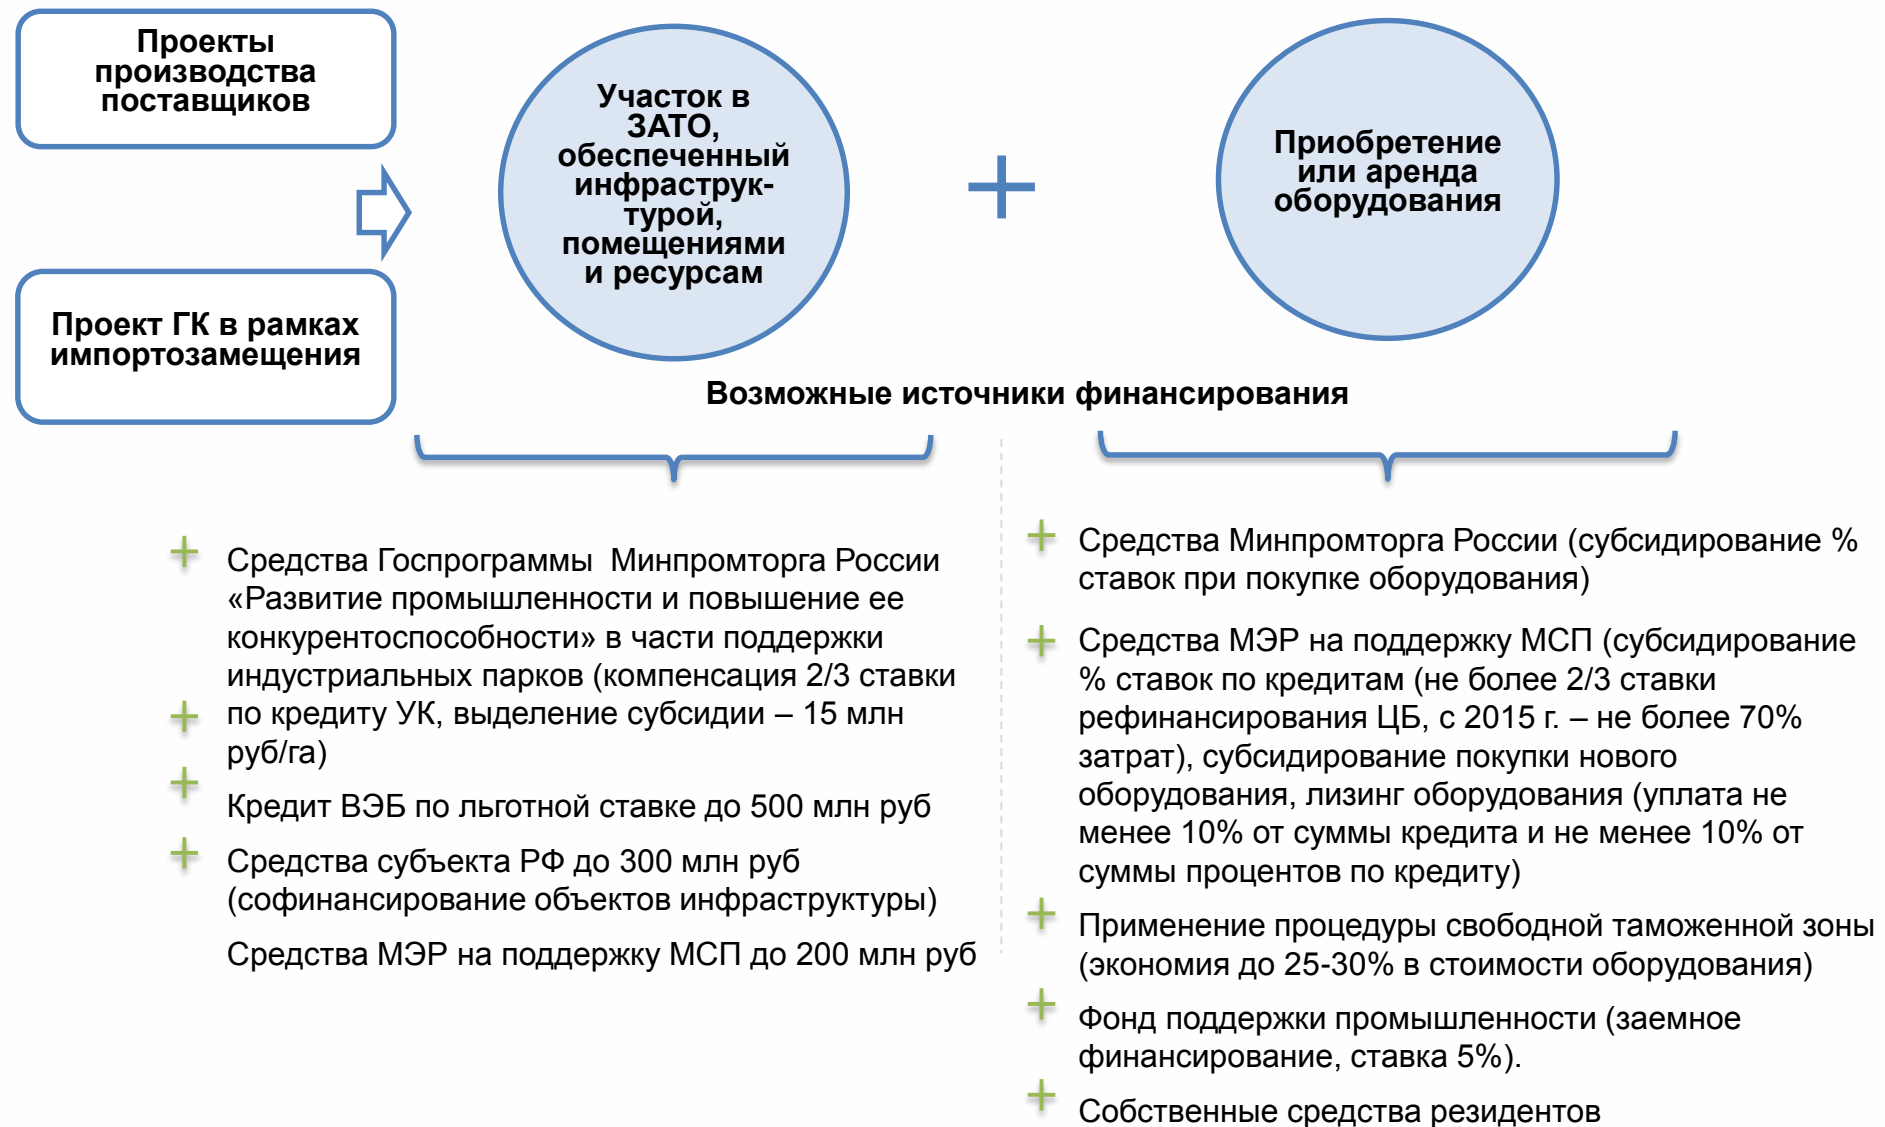 Проекты
производства
поставщиков
Проект ГК в рамках
импортозамещения
Участок в
ЗАТО,
обеспеченный
инфраструк-
турой,
помещениями
и ресурсам
Приобретение
или аренда
оборудования
Возможные источники финансирования
Средства Госпрограммы Минпромторга России
«Развитие промышленности и повышение ее
конкурентоспособности» в части поддержки
индустриальных парков (компенсация 2/3 ставки
по кредиту УК, выделение субсидии – 15 млн
руб/га)
Кредит ВЭБ по льготной ставке до 500 млн руб
Средства субъекта РФ до 300 млн руб
(софинансирование объектов инфраструктуры)
Средства МЭР на поддержку МСП до 200 млн руб
Средства Минпромторга России (субсидирование %
ставок при покупке оборудования)
Средства МЭР на поддержку МСП (субсидирование
% ставок по кредитам (не более 2/3 ставки
рефинансирования ЦБ, с 2015 г. – не более 70%
затрат), субсидирование покупки нового
оборудования, лизинг оборудования (уплата не
менее 10% от суммы кредита и не менее 10% от
суммы процентов по кредиту)
Применение процедуры свободной таможенной зоны
(экономия до 25-30% в стоимости оборудования)
Фонд поддержки промышленности (заемное
финансирование, ставка 5%).
Собственные средства резидентов